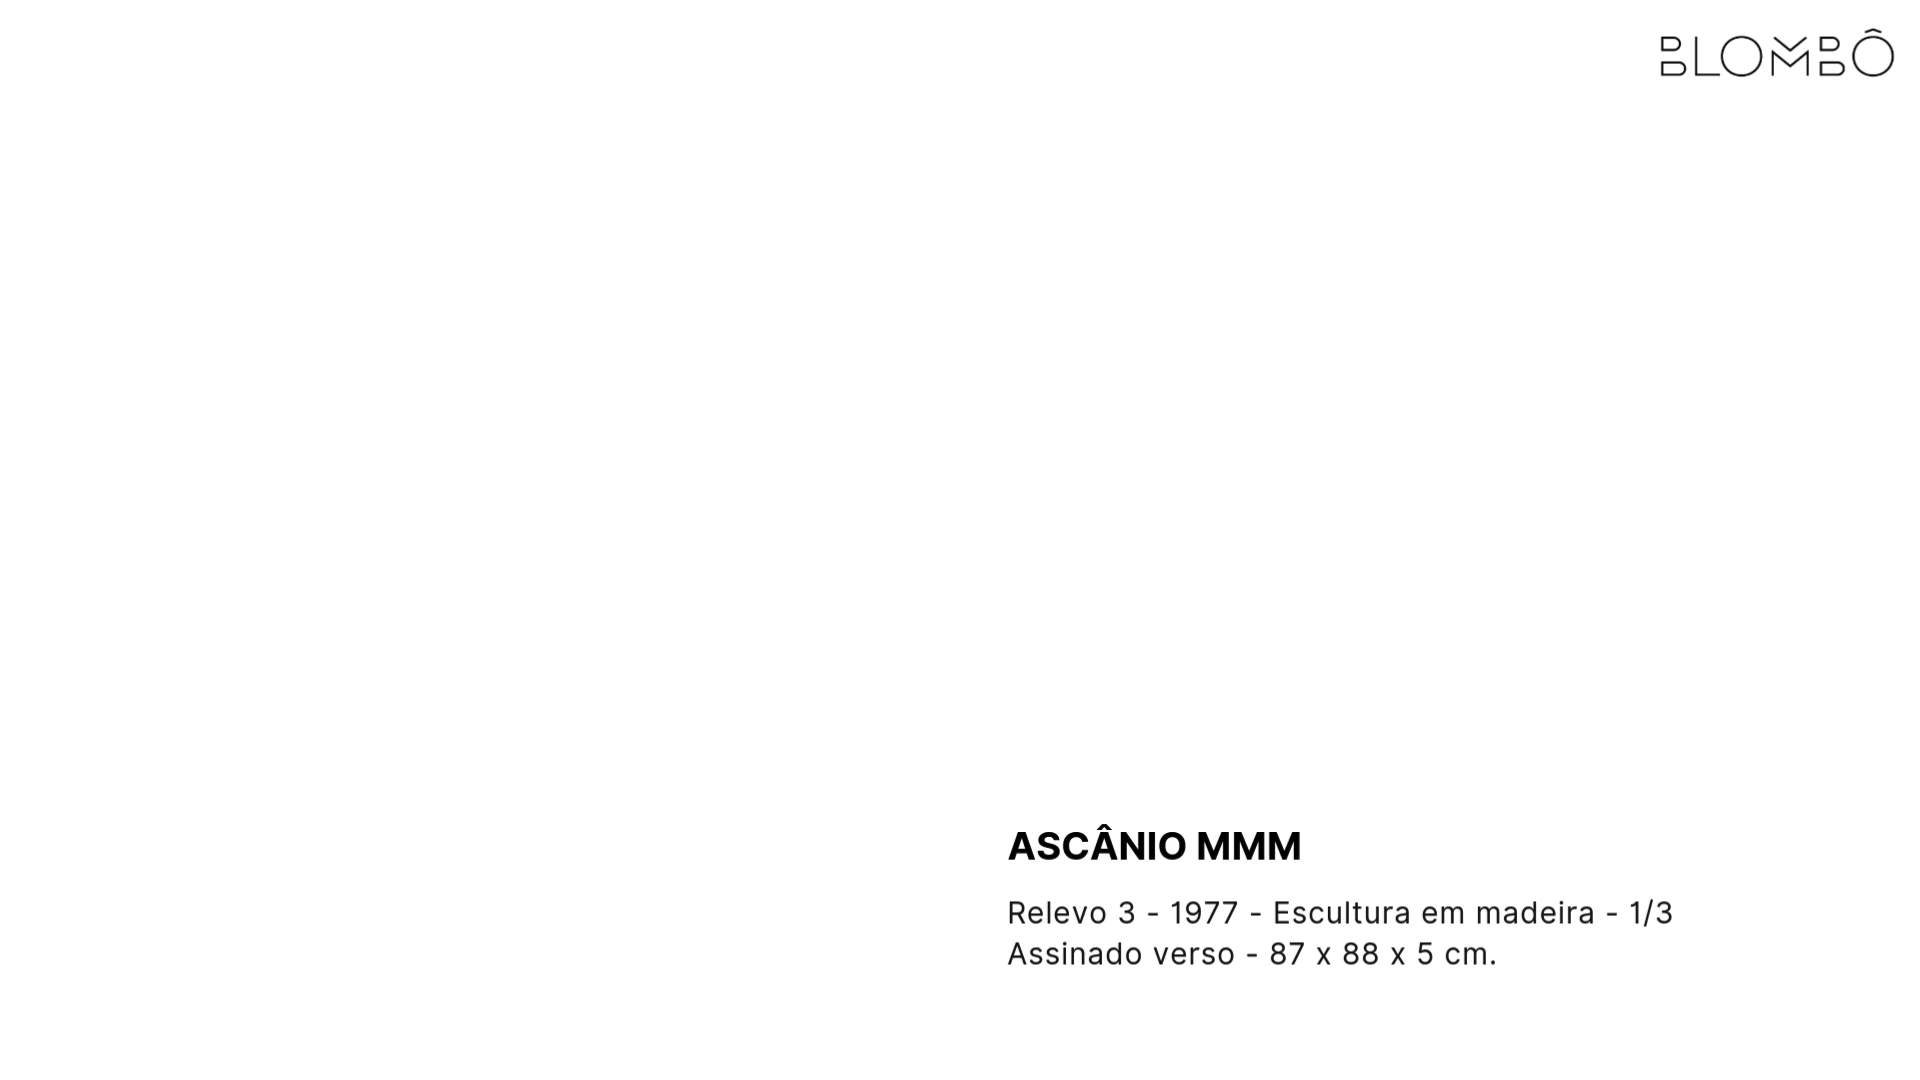 BLOMBÔ
ASCÂNIO MMM
Relevo 3 - 1977 - Escultura em madeira - 1/3
Assinado verso - 87 x 88 x 5 cm.